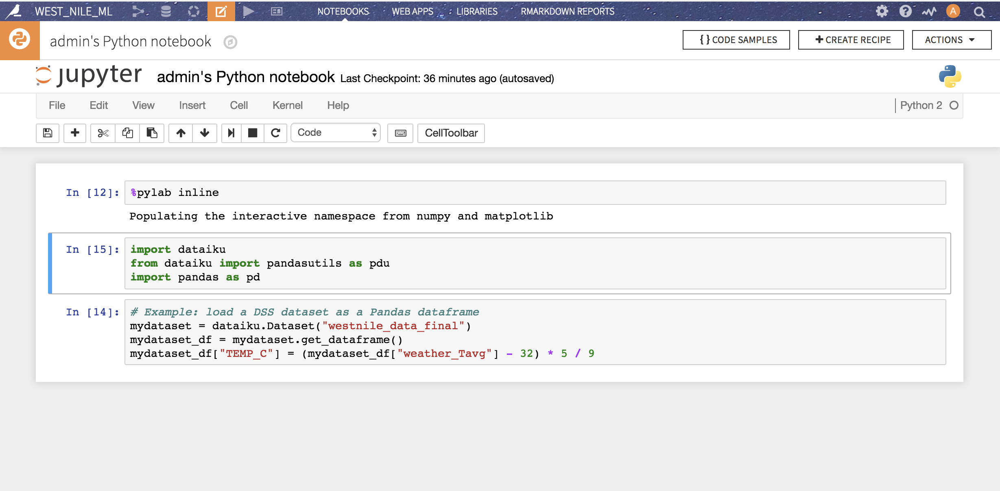 WEST_NILE_ML NOTEBOOKS WEB APPS LIBRARIES RMARKDOWN REPORTS A
admin's Python notebook { } CODE SAMPLES +CREATE RECIPE ACTIONS
jupyter admin's Python notebook Last Checkpoint: 36 minutes ago (autosaved)
File Edit View Insert Cell Kernel Help Python 2
Code CellToolbar
In [12]: %pylab inline
Populating the interactive namespace from numpy and matplotlib
In [15]: import dataiku
from dataiku import pandasutils as pdu
import pandas as pd
In [14]: # Example: load a DSS dataset as a Pandas dataframe
mydataset = dataiku.Dataset("westnile_data_final")
mydataset_df = mydataset.get_dataframe()
mydataset_df["TEMP_C"] = (mydataset_df["weather_Tavg"] - 32) * 5 / 9